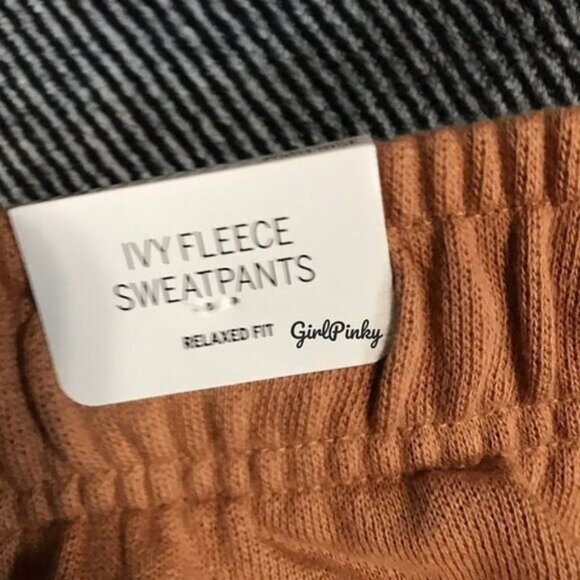 IVY FLEECE
SWEATPANTS
RELAXED FIT
GirlPinky